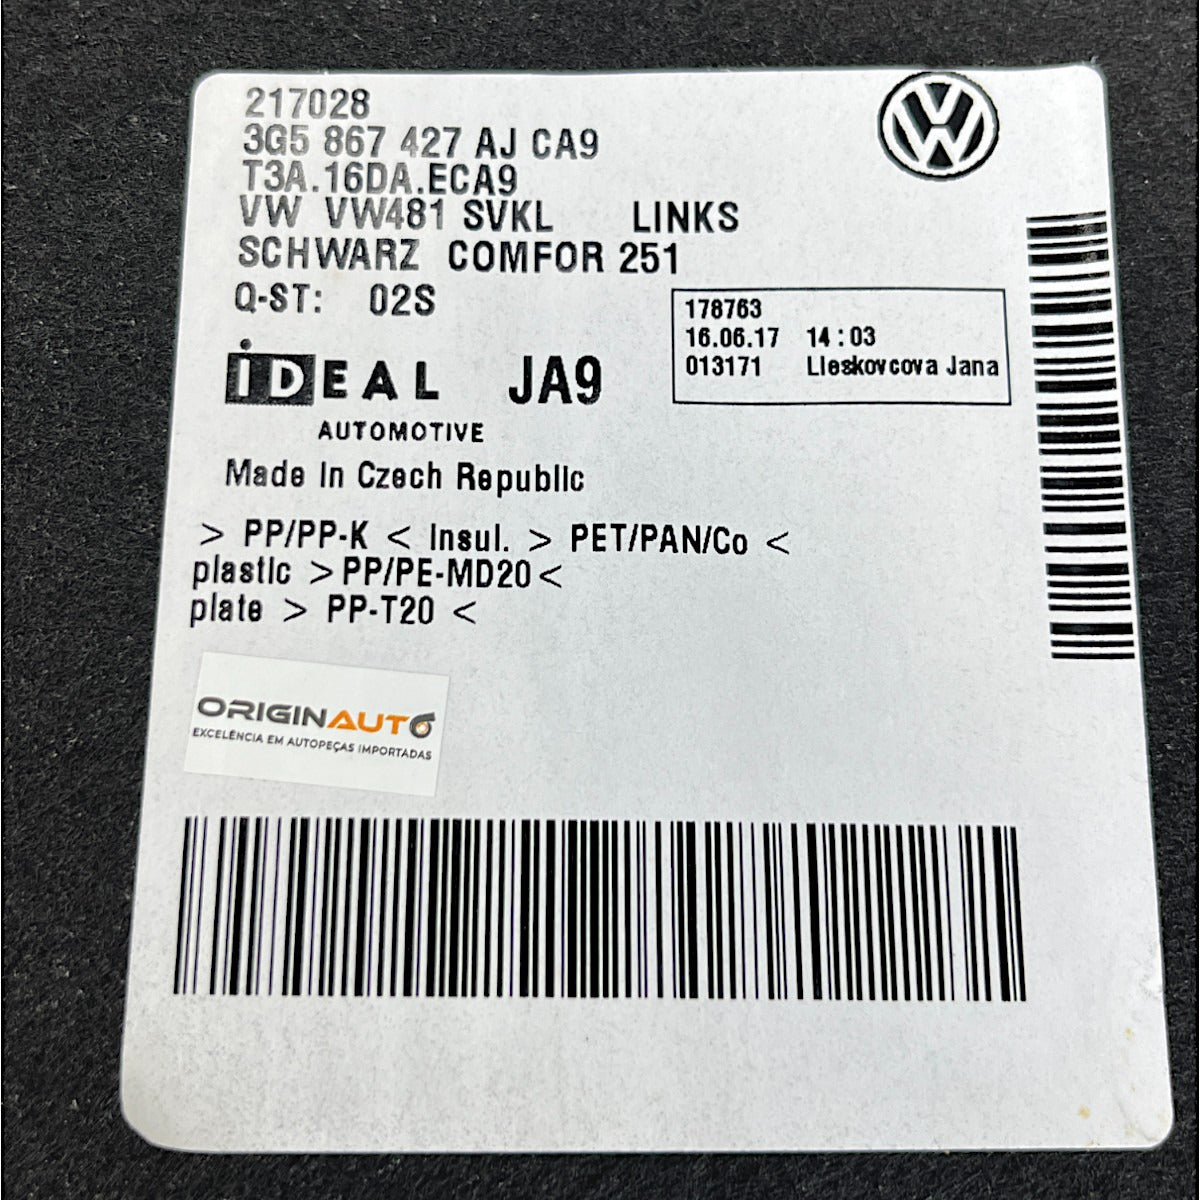 217028
3G5 867 427 AJ CA9
T3A.16DA.ECA9
VW VW481 SVKL LINKS
SCHWARZ COMFOR 251
Q-ST: 02S
178763
16.06.17 14:03
013171 Lieskovcova Jana
iDEAL JA9
AUTOMOTIVE
Made In Czech Republic
> PP/PP-K < Insul. > PET/PAN/Co <
plastic >PP/PE-MD20<
plate > PP-T20 <
ORIGINAUTO
EXCELÊNCIA EM AUTOPEÇAS IMPORTADAS